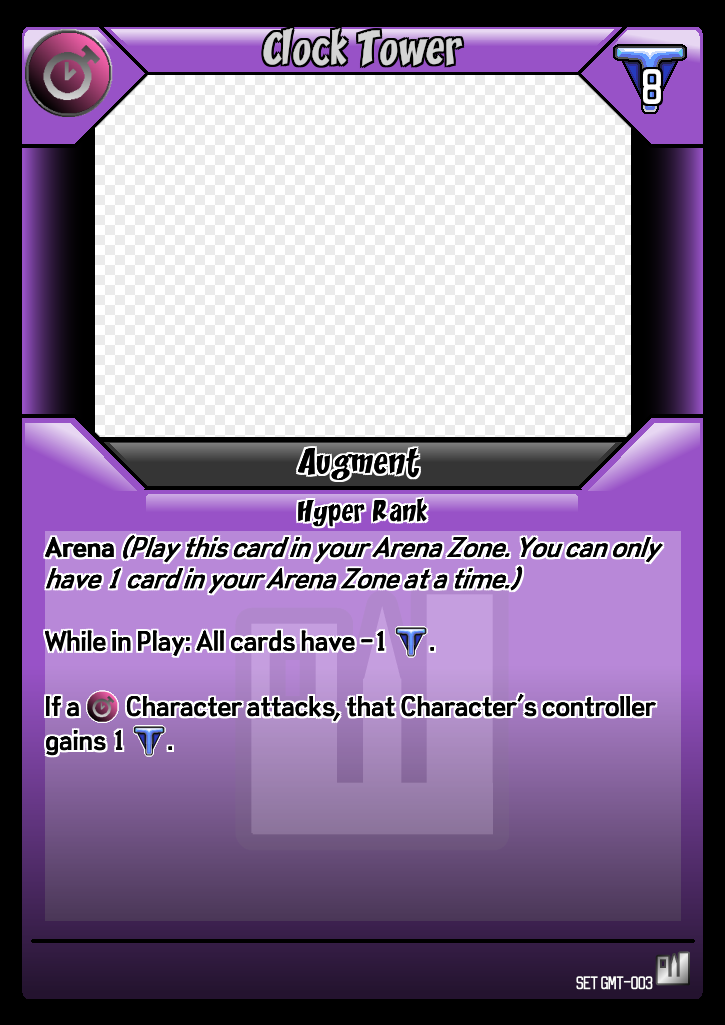 Clock Tower
8
Augment
Hyper Rank
Arena (Play this card in your Arena Zone. You can only
have 1 card in your Arena Zone at a time.)
While in Play: All cards have -1 T.
If a Character attacks, that Character's controller
gains 1 T.
SET GMT-003